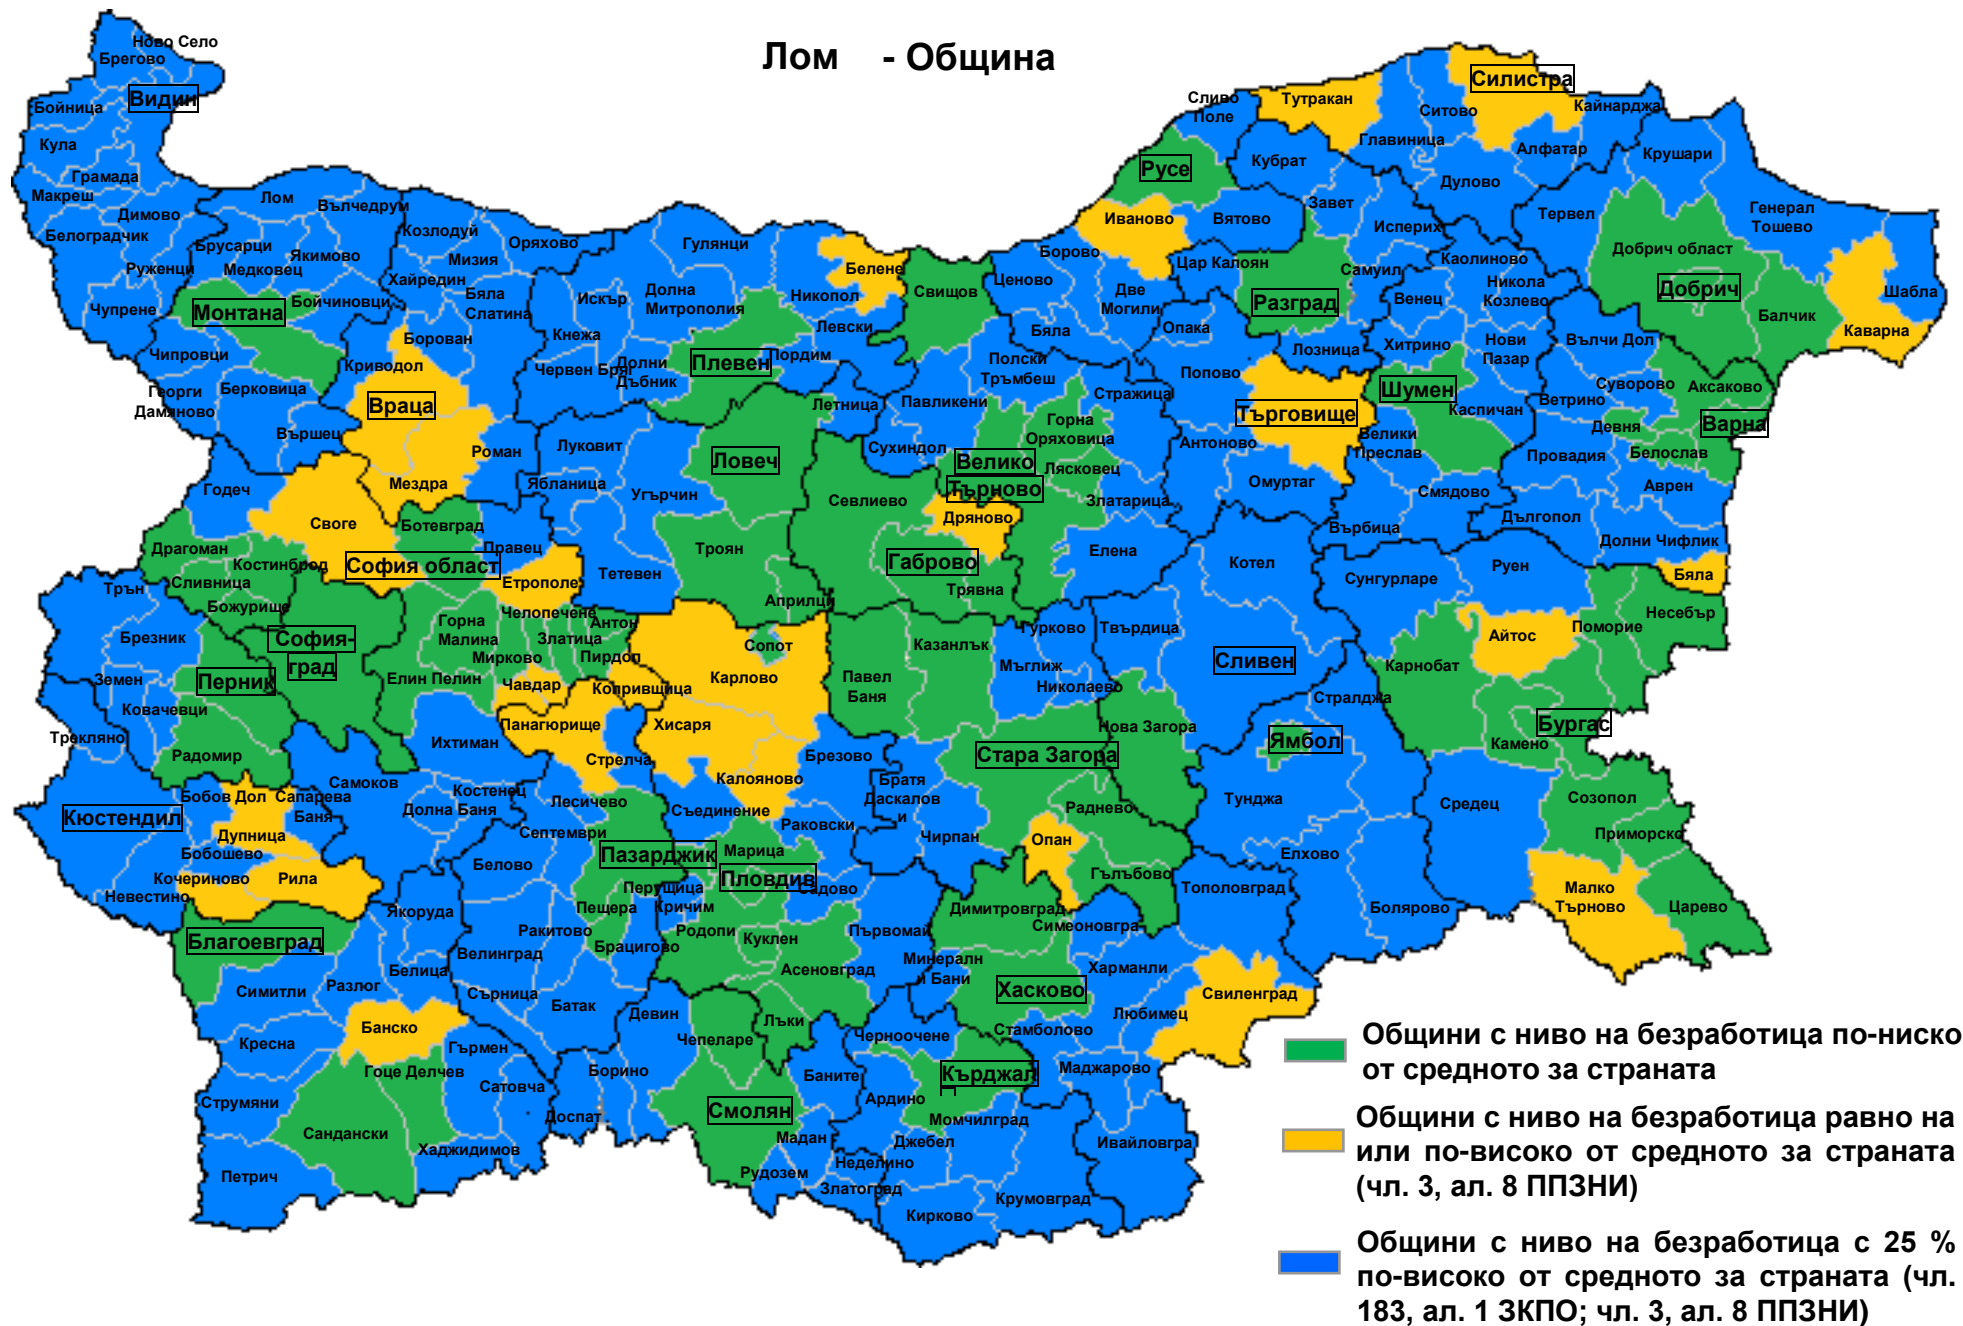 Лом - Община
Ново Село
Брегово
Видин
Бойница
Кула
Грамада
Макреш
Димово
Белоградчик
Руженци
Чупрене
Лом
Вълчедръм
Брусарци
Медковец
Якимово
Монтана
Бойчиновци
Чипровци
Георги
Дамяново
Берковица
Вършец
Козлодуй
Мизия
Оряхово
Хайредин
Бяла
Слатина
Борован
Криводол
Враца
Роман
Мездра
Гулянци
Искър
Долна
Митрополия
Никопол
Белене
Левски
Кнежа
Червен Бряг
Долни
Дъбник
Плевен
Пордим
Летница
Луковит
Ябланица
Угърчин
Ловеч
Тетевен
Троян
Априлци
Свищов
Полски
Тръмбеш
Павликени
Сухиндол
Стражица
Горна
Оряховица
Велико
Търново
Лясковец
Златарица
Елена
Севлиево
Дряново
Габрово
Трявна
Сливо
Поле
Русе
Иваново
Вятово
Борово
Ценово
Две
Могили
Бяла
Тутракан
Главиница
Ситово
Силистра
Кайнарджа
Алфатар
Дулово
Кубрат
Завет
Исперих
Цар Калоян
Самуил
Разград
Лозница
Опака
Попово
Търговище
Антоново
Омуртаг
Каолиново
Никола
Козлево
Венец
Хитрино
Нови
Пазар
Шумен
Каспичан
Велики
Преслав
Смядово
Върбица
Крушари
Тервел
Генерал
Тошево
Добрич област
Добрич
Шабла
Каварна
Балчик
Вълчи Дол
Суворово
Аксаково
Ветрино
Девня
Варна
Белослав
Провадия
Аврен
Дългопол
Долни Чифлик
Бяла
Годеч
Своге
Ботевград
Правец
Драгоман
Костинброд
София област
Етрополе
Сливница
Божурище
Челопечене
Антон
Горна
Малина
Златица
Мирково
Пирдоп
Елин Пелин
Чавдар
Копривщица
София-
град
Ихтиман
Самоков
Костенец
Долна Баня
Трън
Брезник
Земен
Перник
Ковачевци
Радомир
Трекляно
Кюстендил
Бобов Дол
Сапарева
Баня
Дупница
Бобошево
Кочериново
Рила
Невестино
Благоевград
Якоруда
Белица
Разлог
Симитли
Банско
Кресна
Гърмен
Гоце Делчев
Сатовча
Струмяни
Сандански
Хаджидимов
Петрич
Панагюрище
Стрелча
Лесичево
Септември
Белово
Пазарджик
Пещера
Ракитово
Брацигово
Велинград
Сърница
Батак
Сопот
Карлово
Хисаря
Калояново
Брезово
Съединение
Раковски
Марица
Пловдив
Садово
Перущица
Кричим
Родопи
Куклен
Асеновград
Първомай
Лъки
Девин
Чепеларе
Борино
Доспат
Смолян
Баните
Мадан
Рудозем
Неделино
Златоград
Павел
Баня
Казанлък
Гурково
Мъглиж
Николаево
Стара Загора
Братя
Даскалов
и
Чирпан
Раднево
Опан
Гълъбово
Котел
Твърдица
Сливен
Нова Загора
Стралджа
Ямбол
Тунджа
Елхово
Болярово
Сунгурларе
Руен
Айтос
Поморие
Несебър
Карнобат
Бургас
Камено
Средец
Созопол
Приморско
Малко
Търново
Царево
Димитровград
Симеоновгра
Тополовград
Минералн
и Бани
Харманли
Хасково
Свиленград
Любимец
Стамболово
Маджарово
Ивайловгра
Черноочене
Кърджал
Ардино
Момчилград
Джебел
Крумовград
Кирково
Общини с ниво на безработица по-ниско
от средното за страната
Общини с ниво на безработица равно на
или по-високо от средното за страната
(чл. 3, ал. 8 ППЗНИ)
Общини с ниво на безработица с 25 %
по-високо от средното за страната (чл.
183, ал. 1 ЗКПО; чл. 3, ал. 8 ППЗНИ)